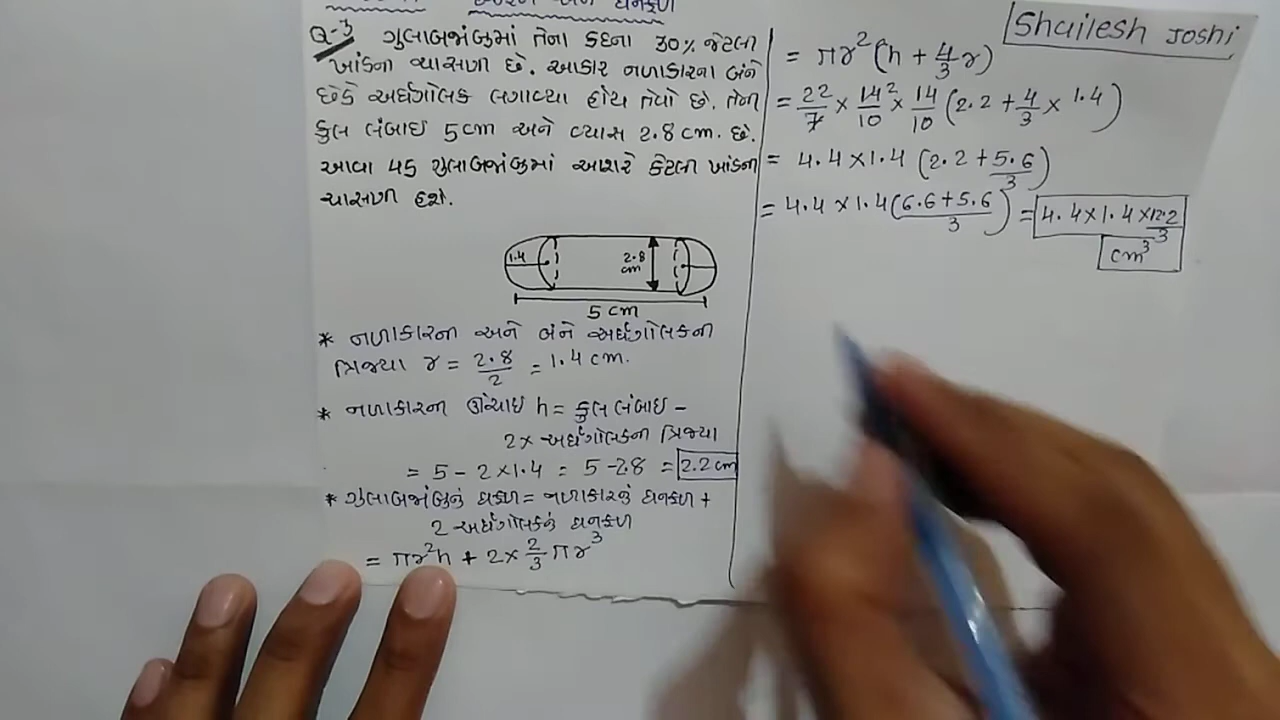 Shailesh Joshi
Q-3 ગુલાબજાંબુમાં તેના કદના 30% જેટલી
ખાંડની ચાસણી છે. આકાર નળાકારના બંને
છેડે અર્ધગોલક લગાવ્યા હોય તેવો છે. તેની
કુલ લંબાઇ 5cm અને વ્યાસ 2.8 cm. છે.
આવા 45 ગુલાબજાંબુમાં આશરે કેટલી ખાંડની
ચાસણી હશે.
1.4
2.8
cm
5 cm
* નળાકારની અને બંને અર્ધગોલકની
ત્રિજ્યા r = 2.8/2 = 1.4 cm.
* નળાકારની ઊંચાઇ h = કુલ લંબાઇ -
2 x અર્ધગોલકની ત્રિજ્યા
= 5 - 2 x 1.4 = 5 - 2.8 = 2.2 cm
* ગુલાબજાંબુનું ઘનફળ = નળાકારનું ઘનફળ +
2 અર્ધગોલકનું ઘનફળ
= πr²h + 2 x 2/3 πr³
= πr² (h + 4/3 r)
= 22/7 x 14²/10 x 14/10 (2.2 + 4/3 x 1.4)
= 4.4 x 1.4 (2.2 + 5.6/3)
= 4.4 x 1.4 (6.6 + 5.6/3) = 4.4 x 1.4 x 12.2/3
cm³